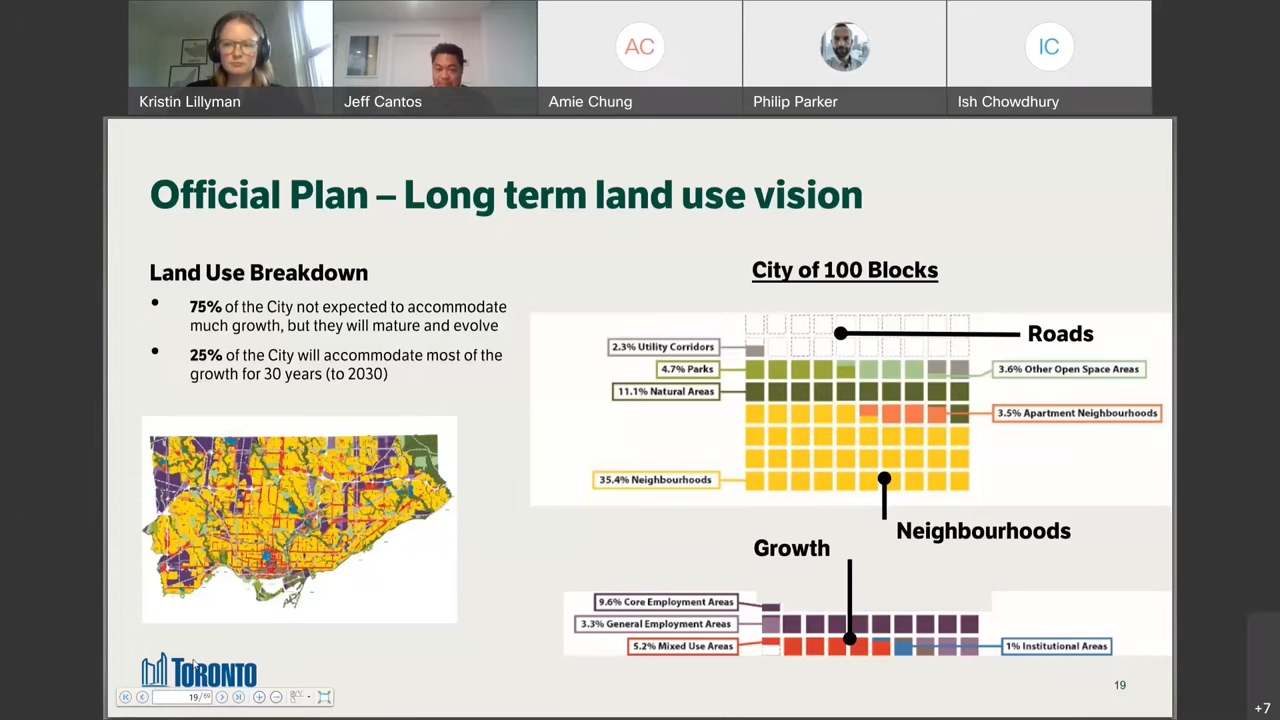 AC
IC
Kristin Lillyman
Jeff Cantos
Amie Chung
Philip Parker
Ish Chowdhury
Official Plan – Long term land use vision
Land Use Breakdown
• 75% of the City not expected to accommodate
much growth, but they will mature and evolve
• 25% of the City will accommodate most of the
growth for 30 years (to 2030)
City of 100 Blocks
Roads
2.3% Utility Corridors
4.7% Parks
3.6% Other Open Space Areas
11.1% Natural Areas
3.5% Apartment Neighbourhoods
35.4% Neighbourhoods
Neighbourhoods
Growth
9.6% Core Employment Areas
3.3% General Employment Areas
5.2% Mixed Use Areas
1% Institutional Areas
TORONTO
19/69
19
+7